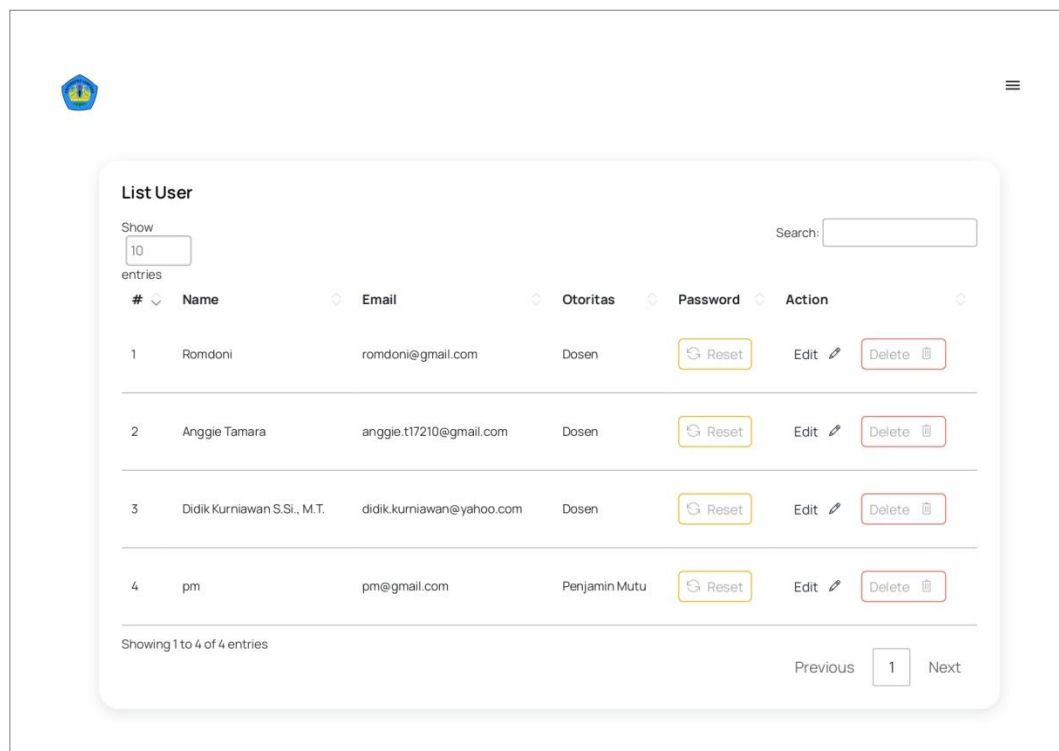 List User
Show
10
entries
Search:
# Name Email Otoritas Password Action
1 Romdoni romdoni@gmail.com Dosen Reset Edit Delete
2 Anggie Tamara anggie.t17210@gmail.com Dosen Reset Edit Delete
3 Didik Kurniawan S.Si., M.T. didik.kurniawan@yahoo.com Dosen Reset Edit Delete
4 pm pm@gmail.com Penjamin Mutu Reset Edit Delete
Showing 1 to 4 of 4 entries
Previous 1 Next